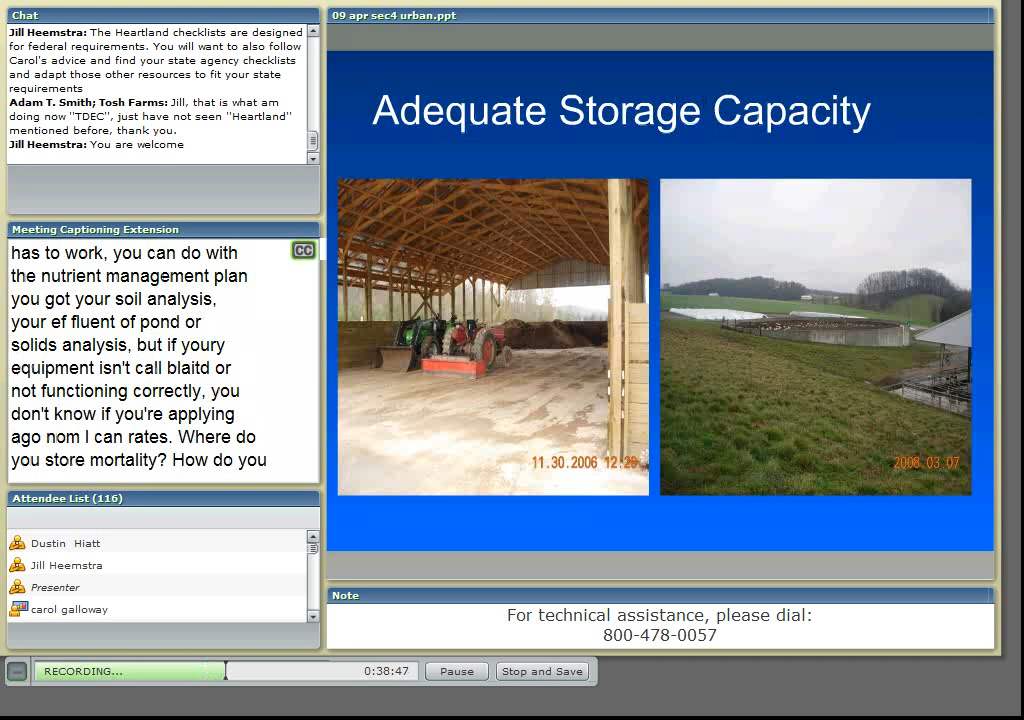 Chat
Jill Heemstra: The Heartland checklists are designed
for federal requirements. You will want to also follow
Carol's advice and find your state agency checklists
and adapt those other resources to fit your state
requirements
Adam T. Smith; Tosh Farms: Jill, that is what am
doing now "TDEC", just have not seen "Heartland"
mentioned before, thank you.
Jill Heemstra: You are welcome
Meeting Captioning Extension
CC
has to work, you can do with
the nutrient management plan
you got your soil analysis,
your ef fluent of pond or
solids analysis, but if youry
equipment isn't call blaitd or
not functioning correctly, you
don't know if you're applying
ago nom I can rates. Where do
you store mortality? How do you
Attendee List (116)
Dustin Hiatt
Jill Heemstra
Presenter
carol galloway
09 apr sec4 urban.ppt
Adequate Storage Capacity
11.30.2006 12:20
2008.03.07
Note
For technical assistance, please dial:
800-478-0057
RECORDING...
0:38:47
Pause
Stop and Save